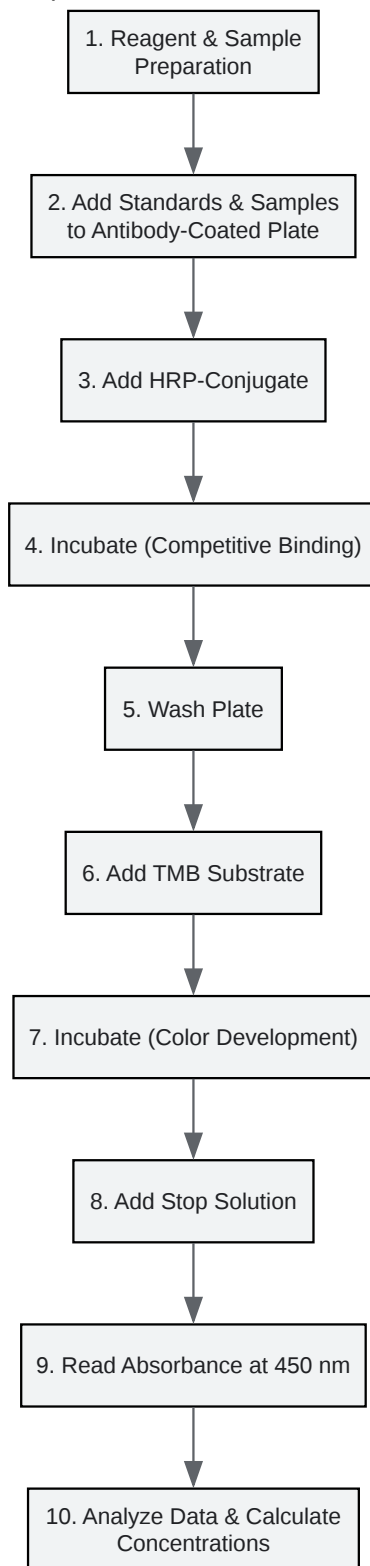 1. Reagent & Sample
Preparation
2. Add Standards & Samples
to Antibody-Coated Plate
3. Add HRP-Conjugate
4. Incubate (Competitive Binding)
5. Wash Plate
6. Add TMB Substrate
7. Incubate (Color Development)
8. Add Stop Solution
9. Read Absorbance at 450 nm
10. Analyze Data & Calculate
Concentrations